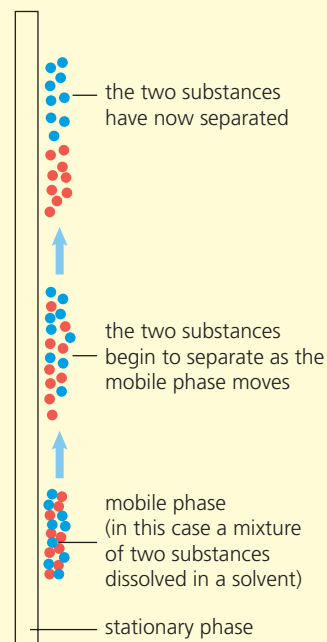 the two substances
have now separated
the two substances
begin to separate as the
mobile phase moves
mobile phase
(in this case a mixture
of two substances
dissolved in a solvent)
stationary phase